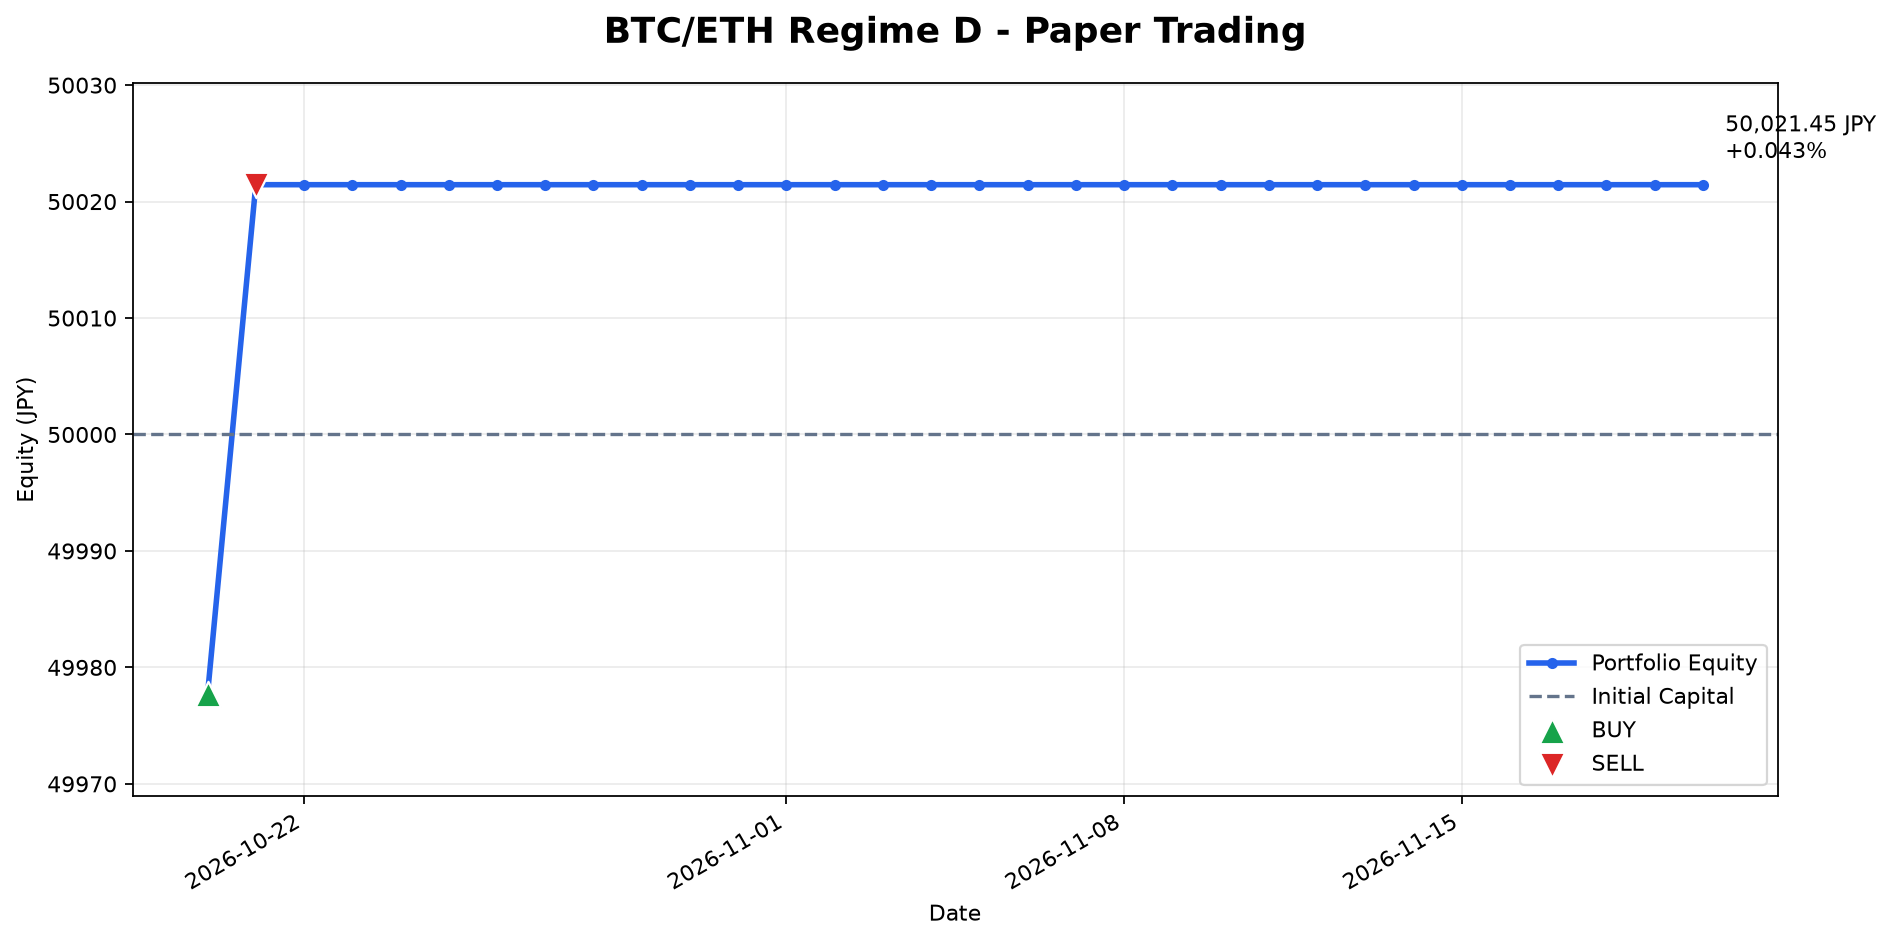 BTC/ETH Regime D - Paper Trading
50030
50020
50010
50000
49990
49980
49970
Equity (JPY)
50,021.45 JPY
+0.043%
Portfolio Equity
Initial Capital
BUY
SELL
2026-10-22
2026-11-01
2026-11-08
2026-11-15
Date